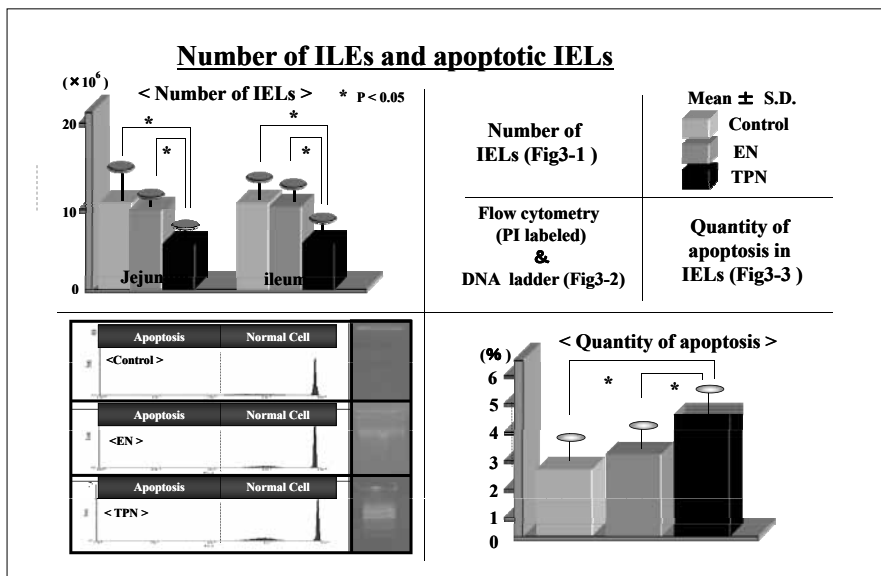 Number of ILEs and apoptotic IELs
(×10⁶)
< Number of IELs >
* P < 0.05
20
10
0
*
*
*
*
Jejun
ileum
Number of
IELs (Fig3-1 )
Mean ± S.D.
Control
EN
TPN
Flow cytometry
(PI labeled)
&
DNA ladder (Fig3-2)
Quantity of
apoptosis in
IELs (Fig3-3 )
Apoptosis Normal Cell
<Control >
Apoptosis Normal Cell
<EN >
Apoptosis Normal Cell
< TPN >
< Quantity of apoptosis >
(%)
6
5
4
3
2
1
0
*
*